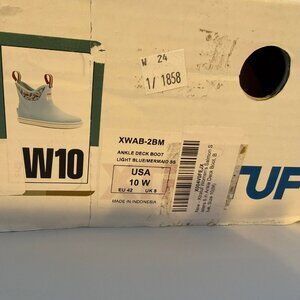 W 24
1/ 1858
W10
XWAB-2BM
ANKLE DECK BOOT
LIGHT BLUE/MERMAID SS
USA
10 W
EU 42 UK 8
MADE IN INDONESIA
TUF